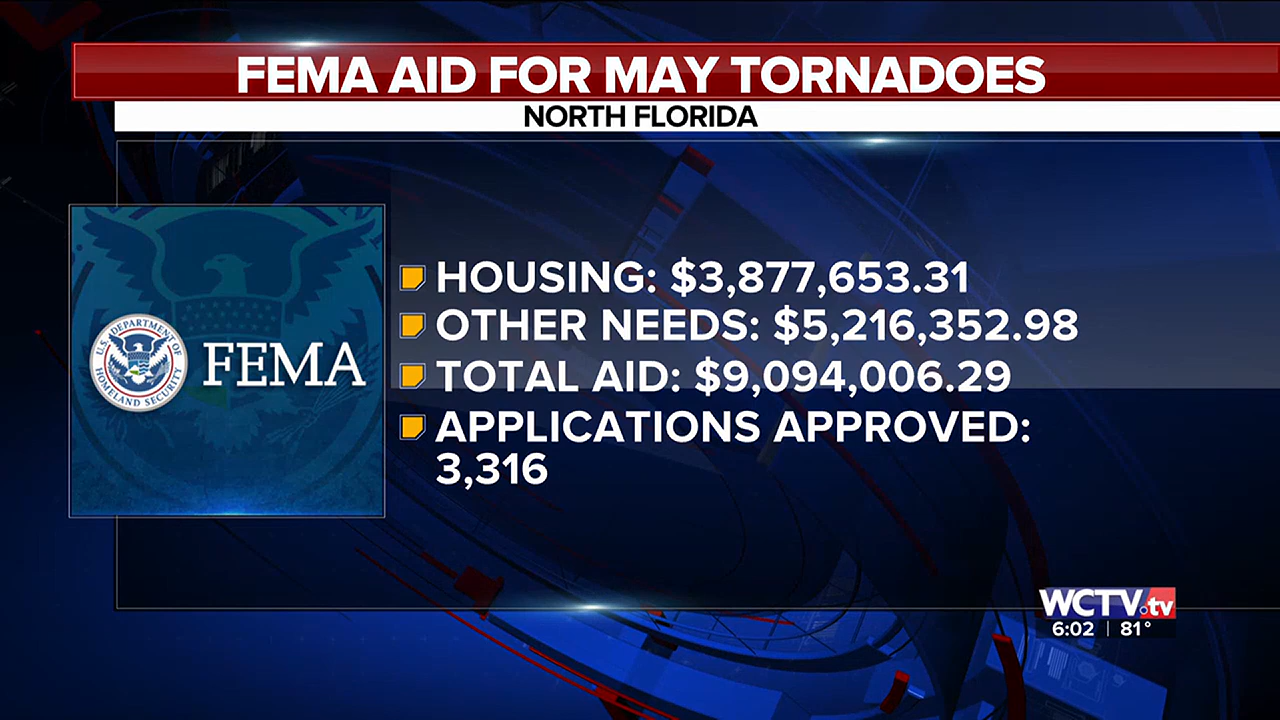 FEMA AID FOR MAY TORNADOES
NORTH FLORIDA
U.S. DEPARTMENT OF
HOMELAND SECURITY
FEMA
HOUSING: $3,877,653.31
OTHER NEEDS: $5,216,352.98
TOTAL AID: $9,094,006.29
APPLICATIONS APPROVED:
3,316
WCTV.tv
6:02 | 81°